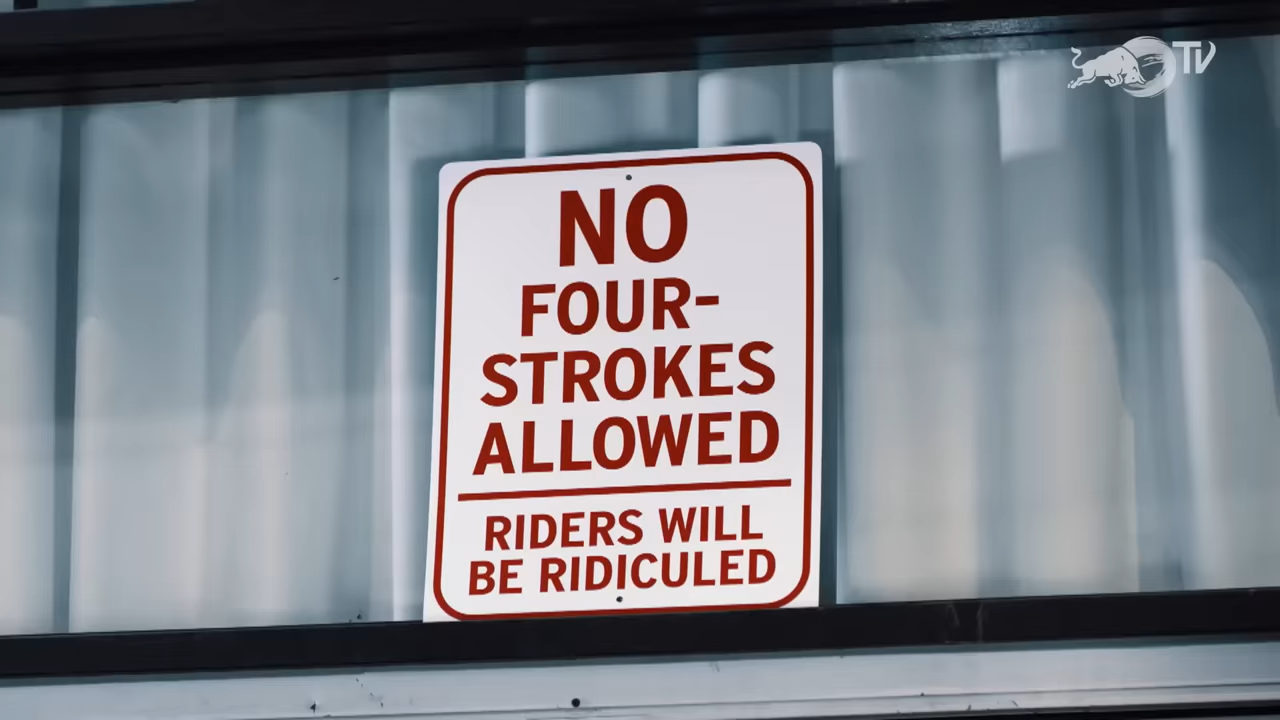 TV
NO
FOUR-
STROKES
ALLOWED
RIDERS WILL
BE RIDICULED